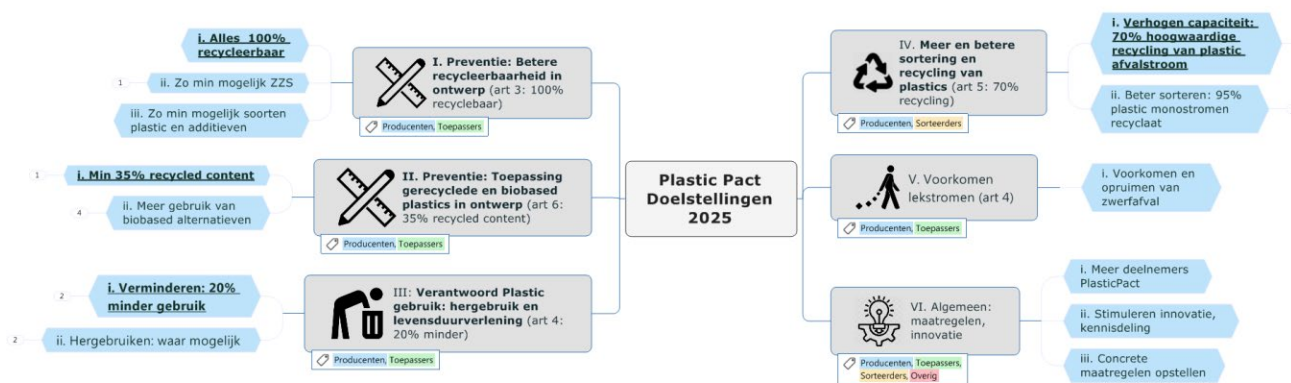 Plastic Pact
Doelstellingen
2025
i. Alles 100%
recycleerbaar
1
ii. Zo min mogelijk ZZS
iii. Zo min mogelijk soorten
plastic en additieven
I. Preventie: Betere
recycleerbaarheid in
ontwerp (art 3: 100%
recyclebaar)
Producenten, Toepassers
1
i. Min 35% recycled content
4
ii. Meer gebruik van
biobased alternatieven
II. Preventie: Toepassing
gerecyclede en biobased
plastics in ontwerp (art 6:
35% recycled content)
Producenten, Toepassers
2
i. Verminderen: 20%
minder gebruik
2
ii. Hergebruiken: waar mogelijk
III: Verantwoord Plastic
gebruik: hergebruik en
levensduurverlening (art 4:
20% minder)
Producenten, Toepassers
IV. Meer en betere
sortering en
recycling van
plastics (art 5: 70%
recycling)
Producenten, Sorteerders
i. Verhogen capaciteit:
70% hoogwaardige
recycling van plastic
afvalstroom
ii. Beter sorteren: 95%
plastic monostromen
recyclaat
V. Voorkomen
lekstromen (art 4)
Producenten, Toepassers
i. Voorkomen en
opruimen van
zwerfafval
VI. Algemeen:
maatregelen,
innovatie
Producenten, Toepassers,
Sorteerders, Overig
i. Meer deelnemers
PlasticPact
ii. Stimuleren innovatie,
kennisdeling
iii. Concrete
maatregelen opstellen